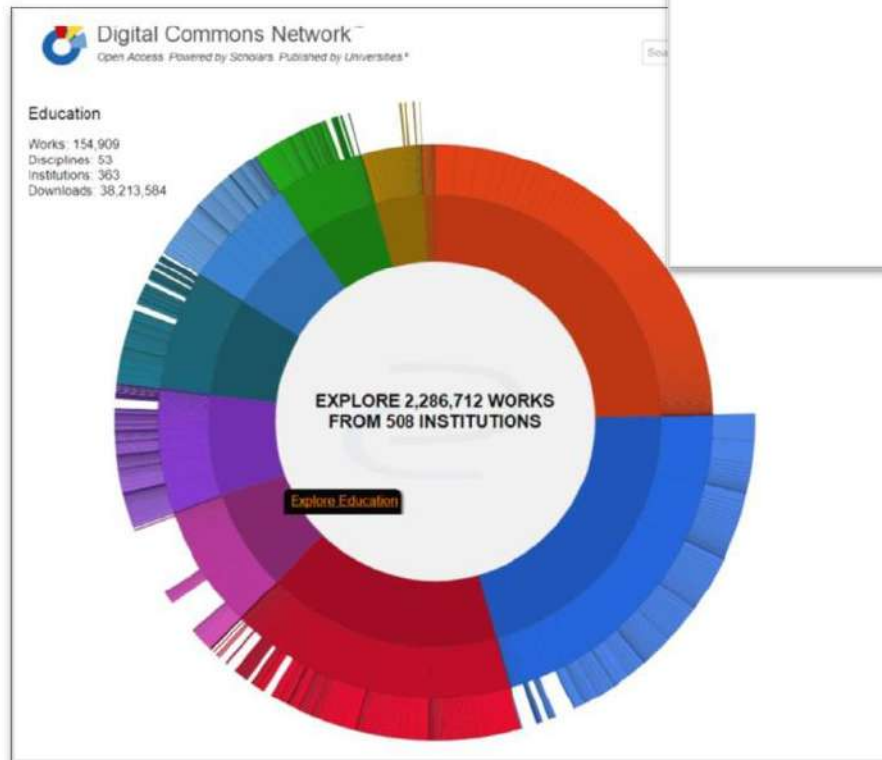 Digital Commons Network™
Open Access. Powered by Scholars. Published by Universities.®
Education
Works: 154,909
Disciplines: 53
Institutions: 363
Downloads: 38,213,584
EXPLORE 2,286,712 WORKS
FROM 508 INSTITUTIONS
Explore Education